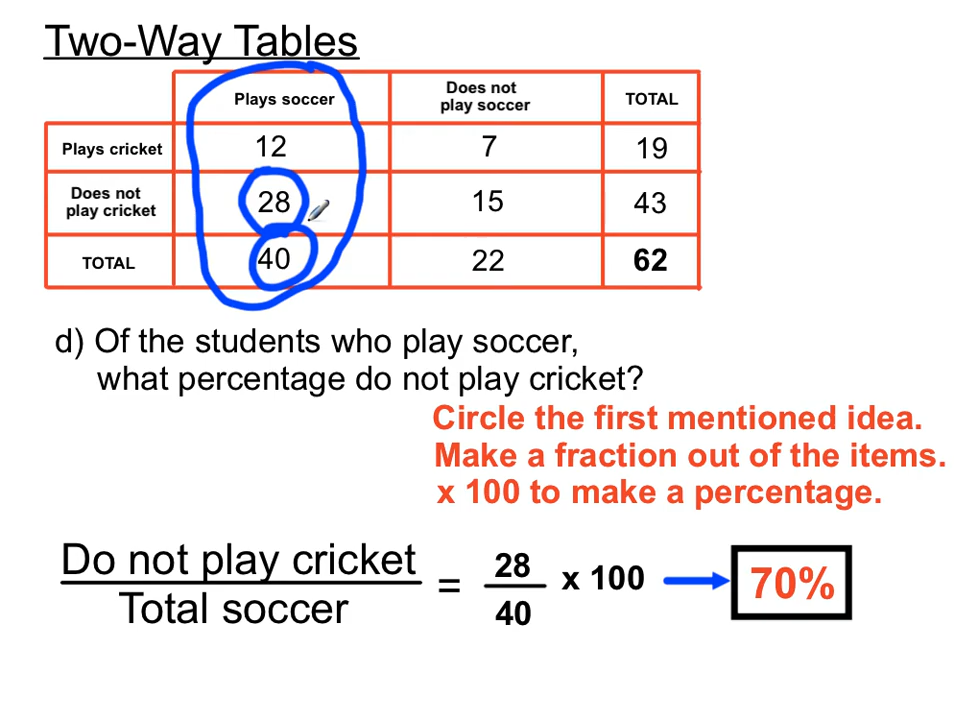 Two-Way Tables
Plays soccer Does not play soccer TOTAL
Plays cricket 12 7 19
Does not play cricket 28 15 43
TOTAL 40 22 62
d) Of the students who play soccer,
what percentage do not play cricket?
Circle the first mentioned idea.
Make a fraction out of the items.
x 100 to make a percentage.
Do not play cricket
Total soccer
=
28
40
x 100
70%